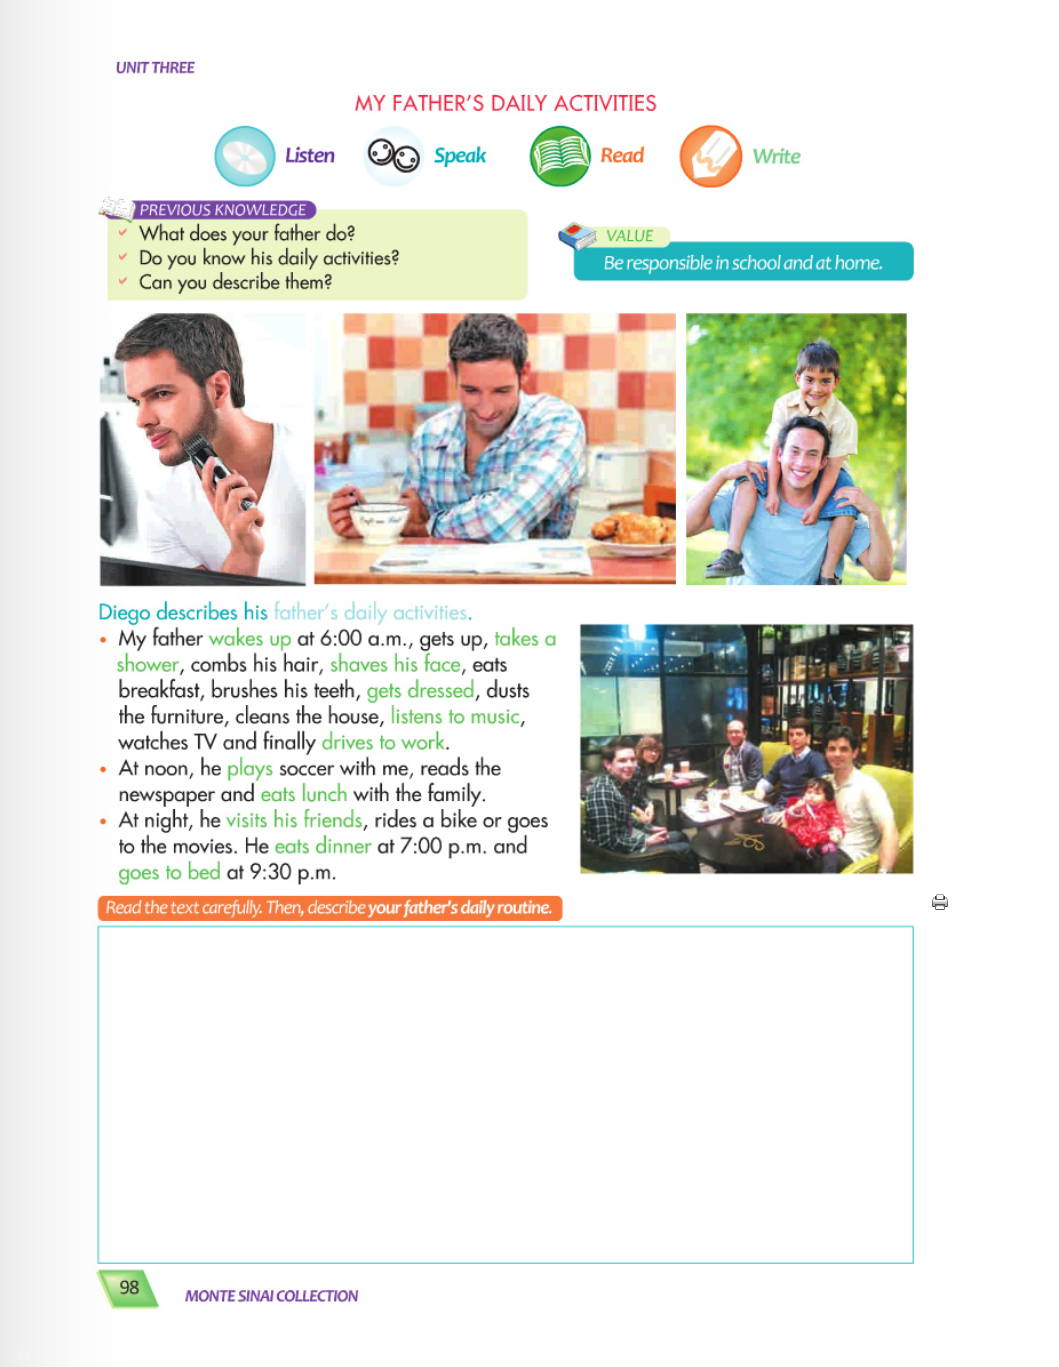 UNIT THREE
MY FATHER'S DAILY ACTIVITIES
Listen
Speak
Read
Write
PREVIOUS KNOWLEDGE
What does your father do?
Do you know his daily activities?
Can you describe them?
VALUE
Be responsible in school and at home.
Diego describes his father's daily activities.
• My father wakes up at 6:00 a.m., gets up, takes a
shower, combs his hair, shaves his face, eats
breakfast, brushes his teeth, gets dressed, dusts
the furniture, cleans the house, listens to music,
watches TV and finally drives to work.
• At noon, he plays soccer with me, reads the
newspaper and eats lunch with the family.
• At night, he visits his friends, rides a bike or goes
to the movies. He eats dinner at 7:00 p.m. and
goes to bed at 9:30 p.m.
Read the text carefully. Then, describe your father's daily routine.
98
MONTE SINAI COLLECTION